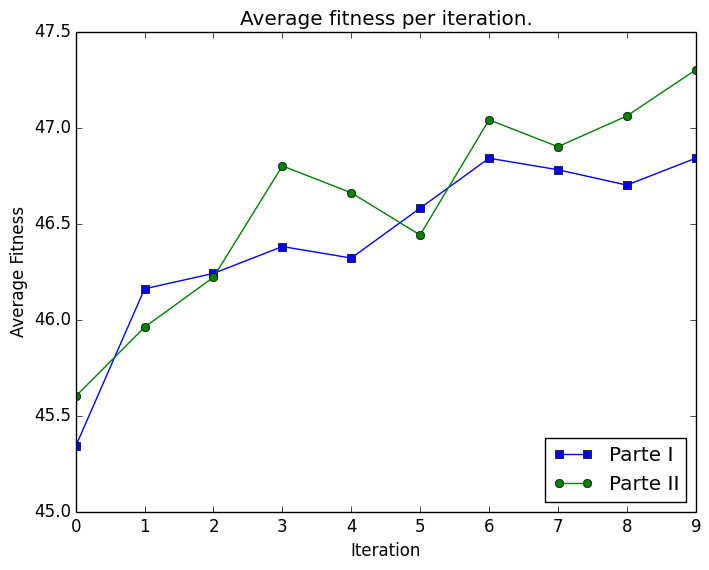 Average fitness per iteration.
47.5
47.0
46.5
46.0
45.5
45.0
Average Fitness
0 1 2 3 4 5 6 7 8 9
Iteration
Parte I
Parte II